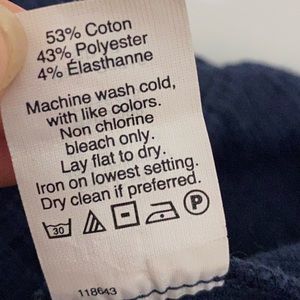 53% Coton
43% Polyester
4% Élasthanne
Machine wash cold,
with like colors.
Non chlorine
bleach only.
Lay flat to dry.
Iron on lowest setting.
Dry clean if preferred.
30 P
118643